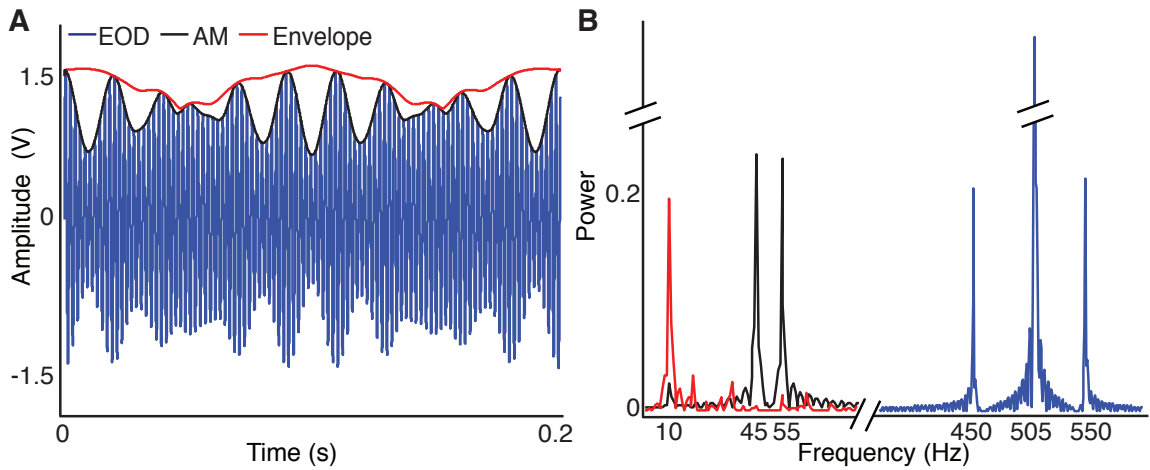 A
EOD AM Envelope
1.5
0
-1.5
Amplitude (V)
0 0.2
Time (s)
B
0.2
0
Power
10 45 55 450 505 550
Frequency (Hz)